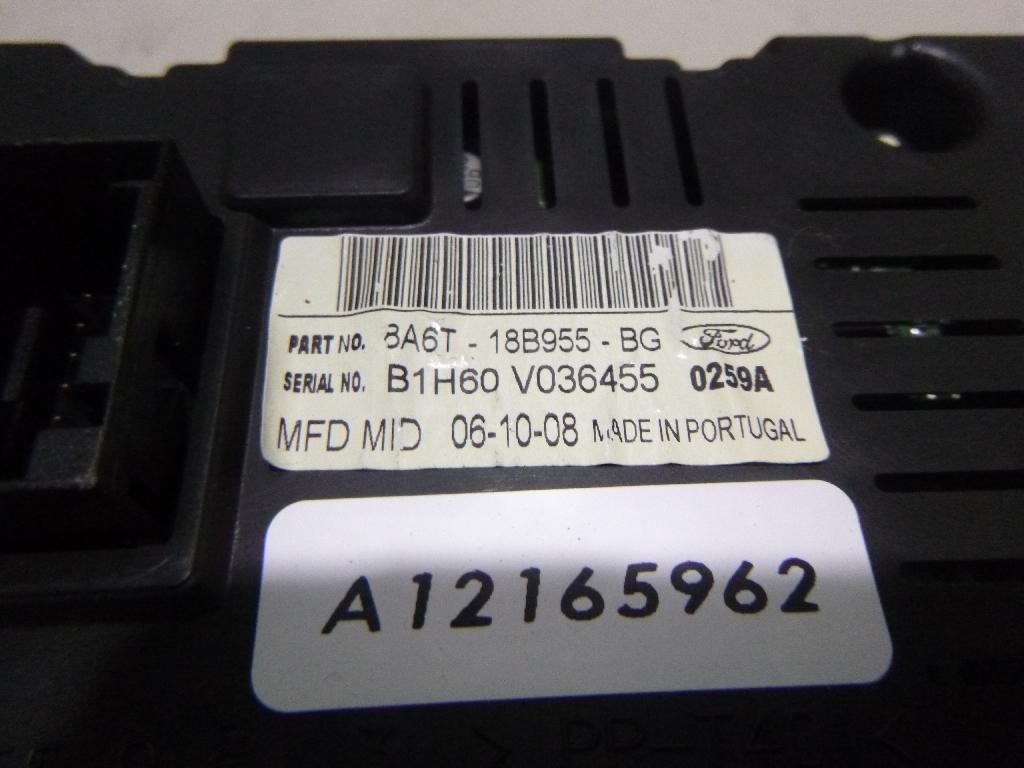 PART NO. 8A6T - 18B955 - BG Ford
SERIAL NO. B1H60 V036455 0259A
MFD MID 06-10-08 MADE IN PORTUGAL
A12165962